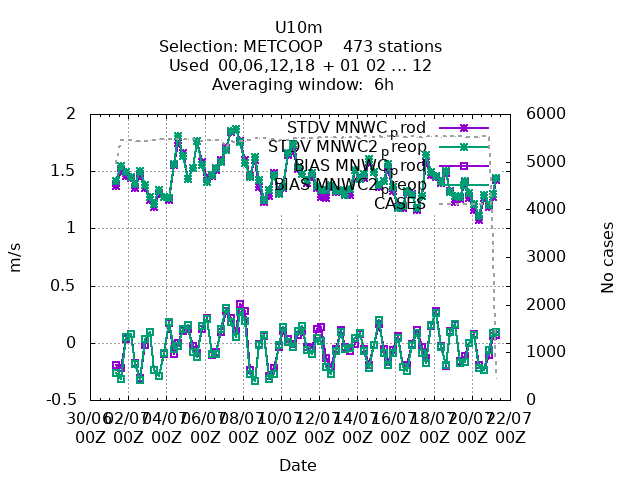 U10m
Selection: METCOOP 473 stations
Used 00,06,12,18 + 01 02 ... 12
Averaging window: 6h
2
1.5
1
0.5
0
-0.5
m/s
6000
5000
4000
3000
2000
1000
0
No cases
STDV MNWC_prod
STDV MNWC2_preop
BIAS MNWC_prod
BIAS MNWC2_preop
CASES
30/06 02/07 04/07 06/07 08/07 10/07 12/07 14/07 16/07 18/07 20/07 22/07
00Z 00Z 00Z 00Z 00Z 00Z 00Z 00Z 00Z 00Z 00Z 00Z
Date